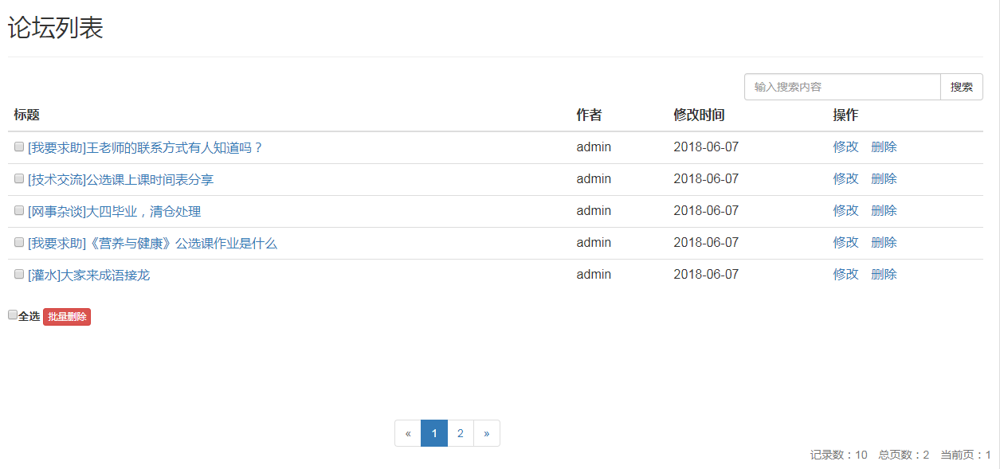 论坛列表
输入搜索内容 搜索
标题 作者 修改时间 操作
[我要求助]王老师的联系方式有人知道吗？ admin 2018-06-07 修改 删除
[技术交流]公选课上课时间表分享 admin 2018-06-07 修改 删除
[网事杂谈]大四毕业，清仓处理 admin 2018-06-07 修改 删除
[我要求助]《营养与健康》公选课作业是什么 admin 2018-06-07 修改 删除
[灌水]大家来成语接龙 admin 2018-06-07 修改 删除
全选 批量删除
« 1 2 »
记录数：10 总页数：2 当前页：1